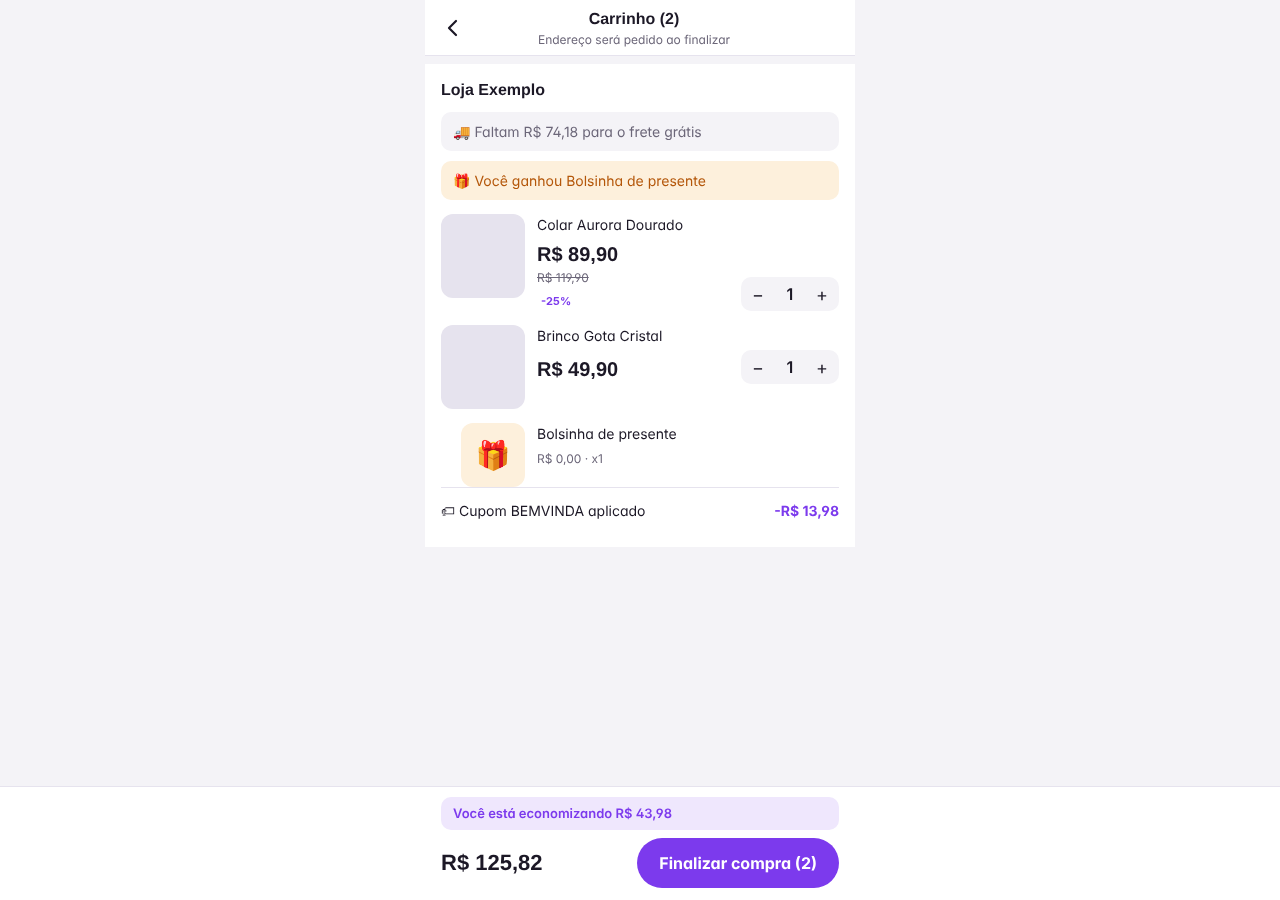 Carrinho (2)
Endereço será pedido ao finalizar
Loja Exemplo
🚚 Faltam R$ 74,18 para o frete grátis
🎁 Você ganhou Bolsinha de presente
Colar Aurora Dourado
R$ 89,90
R$ 119,90
-25%
− 1 +
Brinco Gota Cristal
R$ 49,90
− 1 +
Bolsinha de presente
R$ 0,00 · x1
🏷 Cupom BEMVINDA aplicado
-R$ 13,98
Você está economizando R$ 43,98
R$ 125,82
Finalizar compra (2)